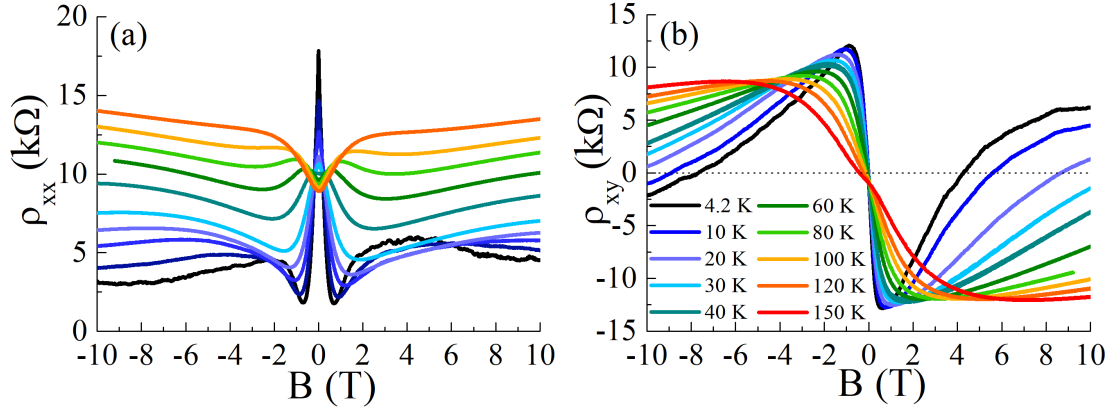 (a)
ρxx (kΩ)
20
15
10
5
0
-10 -8 -6 -4 -2 0 2 4 6 8 10
B (T)
(b)
ρxy (kΩ)
15
10
5
0
-5
-10
-15
4.2 K 60 K
10 K 80 K
20 K 100 K
30 K 120 K
40 K 150 K
-10 -8 -6 -4 -2 0 2 4 6 8 10
B (T)